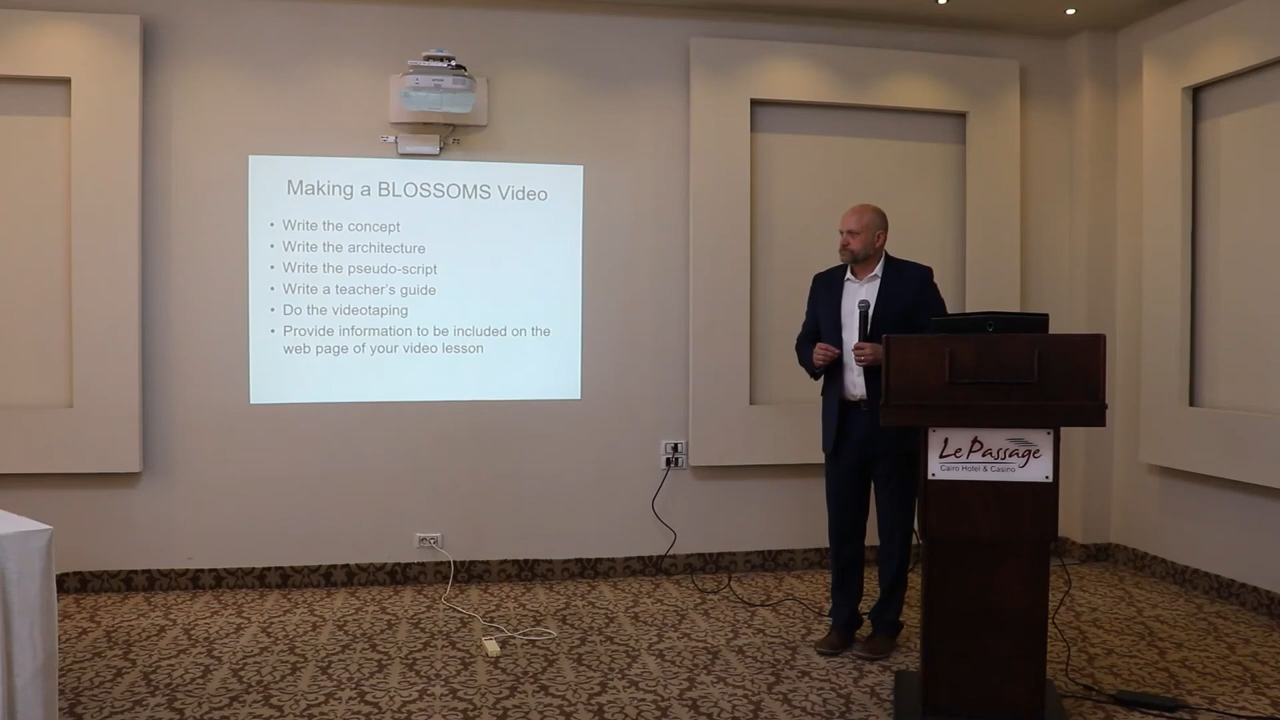 Making a BLOSSOMS Video
• Write the concept
• Write the architecture
• Write the pseudo-script
• Write a teacher's guide
• Do the videotaping
• Provide information to be included on the
web page of your video lesson
Le Passage
Cairo Hotel & Casino